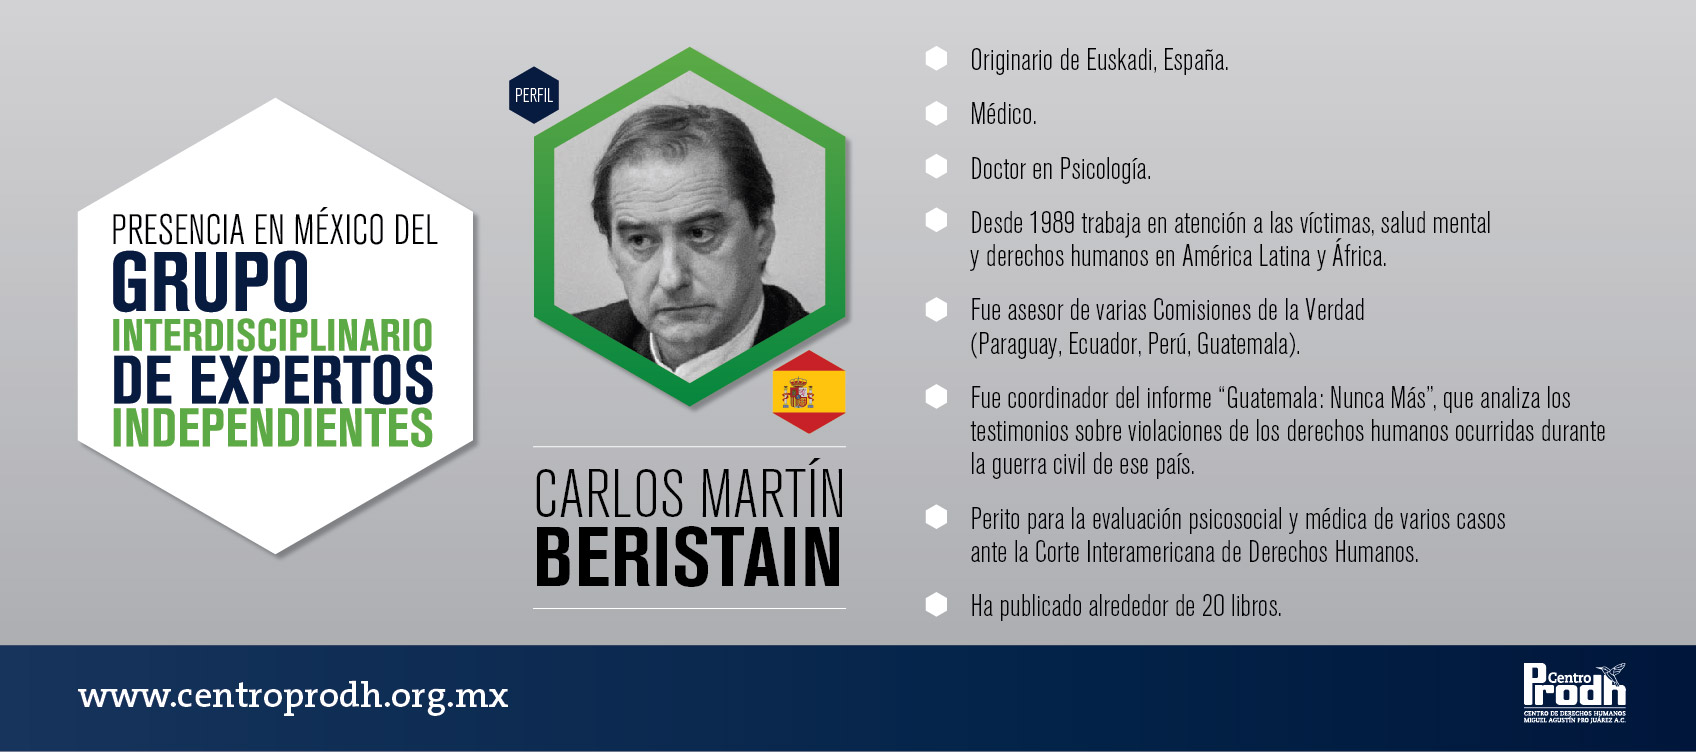 PRESENCIA EN MÉXICO DEL
GRUPO
INTERDISCIPLINARIO
DE EXPERTOS
INDEPENDIENTES
PERFIL
CARLOS MARTÍN
BERISTAIN
Originario de Euskadi, España.
Médico.
Doctor en Psicología.
Desde 1989 trabaja en atención a las víctimas, salud mental
y derechos humanos en América Latina y África.
Fue asesor de varias Comisiones de la Verdad
(Paraguay, Ecuador, Perú, Guatemala).
Fue coordinador del informe “Guatemala: Nunca Más”, que analiza los
testimonios sobre violaciones de los derechos humanos ocurridas durante
la guerra civil de ese país.
Perito para la evaluación psicosocial y médica de varios casos
ante la Corte Interamericana de Derechos Humanos.
Ha publicado alrededor de 20 libros.
www.centroprodh.org.mx
Centro
Prodh
CENTRO DE DERECHOS HUMANOS
MIGUEL AGUSTÍN PRO JUÁREZ A.C.